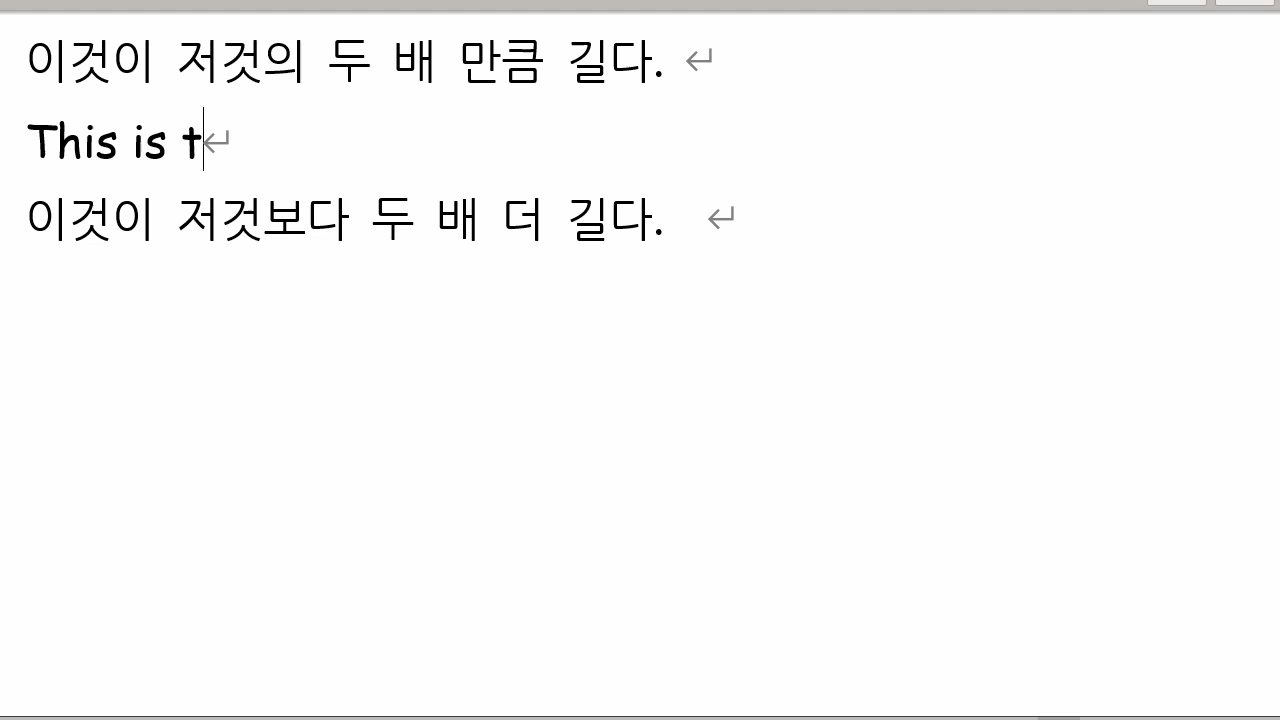 이것이 저것의 두 배 만큼 길다.
This is t
이것이 저것보다 두 배 더 길다.